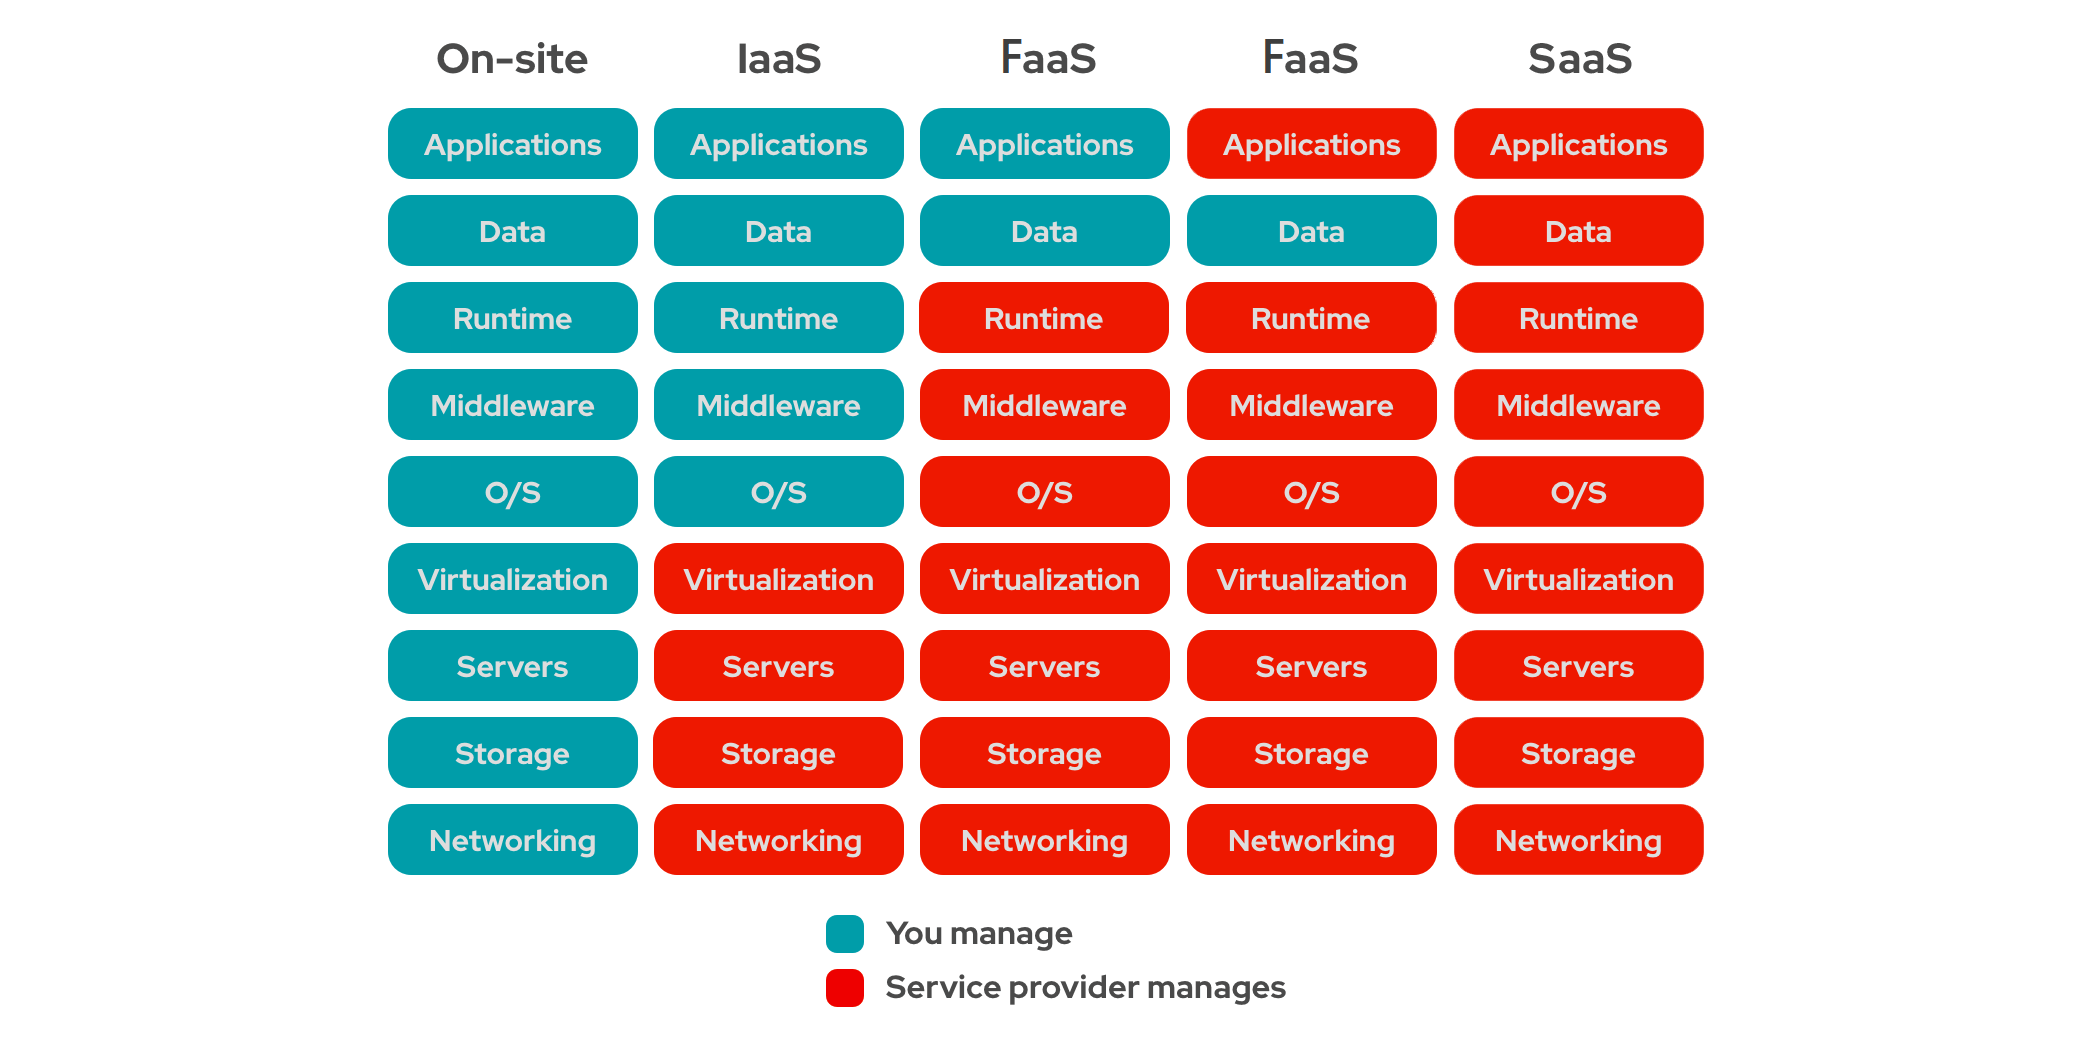 On-site IaaS FaaS FaaS SaaS
Applications Applications Applications Applications Applications
Data Data Data Data Data
Runtime Runtime Runtime Runtime Runtime
Middleware Middleware Middleware Middleware Middleware
O/S O/S O/S O/S O/S
Virtualization Virtualization Virtualization Virtualization Virtualization
Servers Servers Servers Servers Servers
Storage Storage Storage Storage Storage
Networking Networking Networking Networking Networking
You manage
Service provider manages